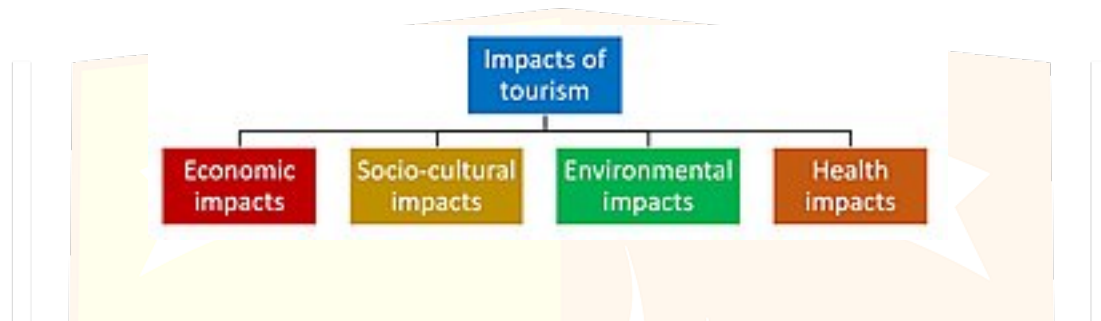 Impacts of
tourism
Economic
impacts
Socio-cultural
impacts
Environmental
impacts
Health
impacts